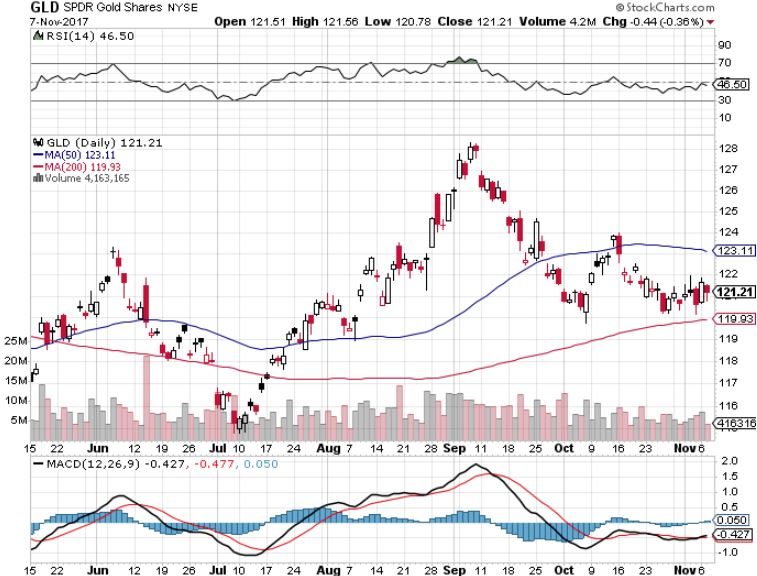 GLD SPDR Gold Shares NYSE © StockCharts.com
7-Nov-2017 Open 121.51 High 121.56 Low 120.78 Close 121.21 Volume 4.2M Chg -0.44 (-0.36%)
RSI(14) 46.50
90
70
46.50
30
10
GLD (Daily) 121.21
MA(50) 123.11
MA(200) 119.93
Volume 4,163,165
128
127
126
125
124
123.11
122
121.21
119.93
119
118
117
116
25M
20M
15M
10M
5M
416316
15 22 Jun 12 19 26 Jul 10 17 24 Aug 7 14 21 28 Sep 11 18 25 Oct 9 16 23 Nov 6
MACD(12,26,9) -0.427, -0.477, 0.050
2.0
1.5
1.0
0.5
0.050
-0.427
-1.0
15 22 Jun 12 19 26 Jul 10 17 24 Aug 7 14 21 28 Sep 11 18 25 Oct 9 16 23 Nov 6